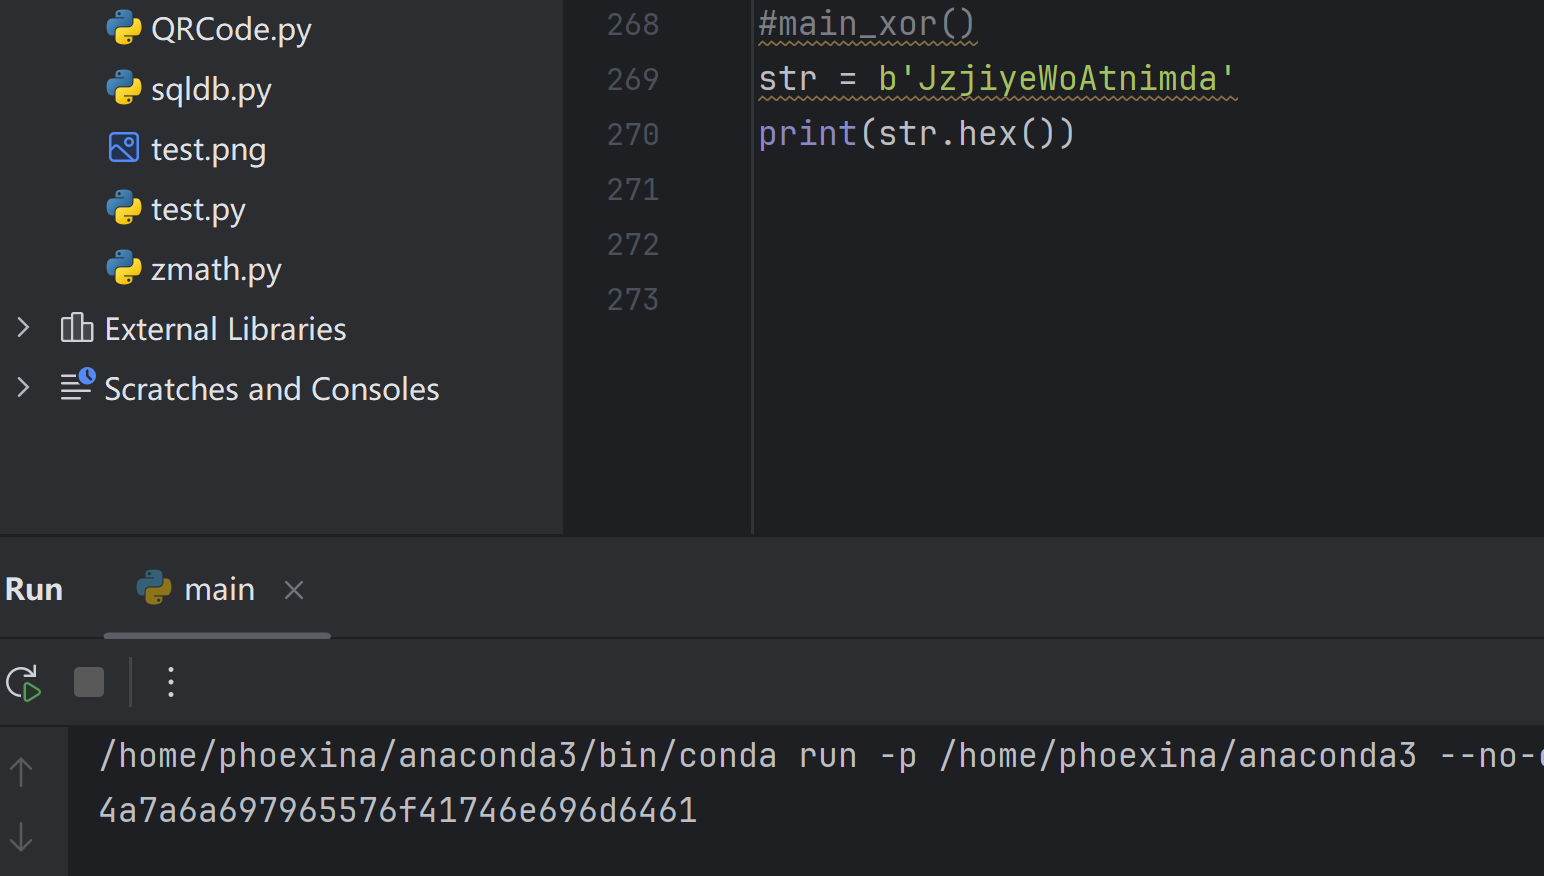 QRCode.py
sqldb.py
test.png
test.py
zmath.py
External Libraries
Scratches and Consoles
268 #main_xor()
269 str = b'JzjiyeWoAtnimda'
270 print(str.hex())
271
272
273
Run main
/home/phoexina/anaconda3/bin/conda run -p /home/phoexina/anaconda3 --no-
4a7a6a697965576f41746e696d6461